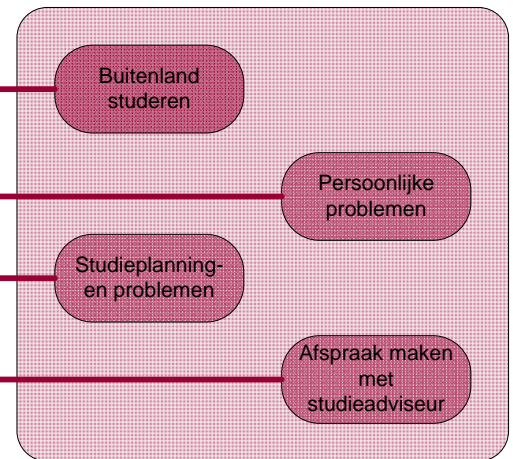 Buitenland
studeren
Persoonlijke
problemen
Studieplanning-
en problemen
Afspraak maken
met
studieadviseur